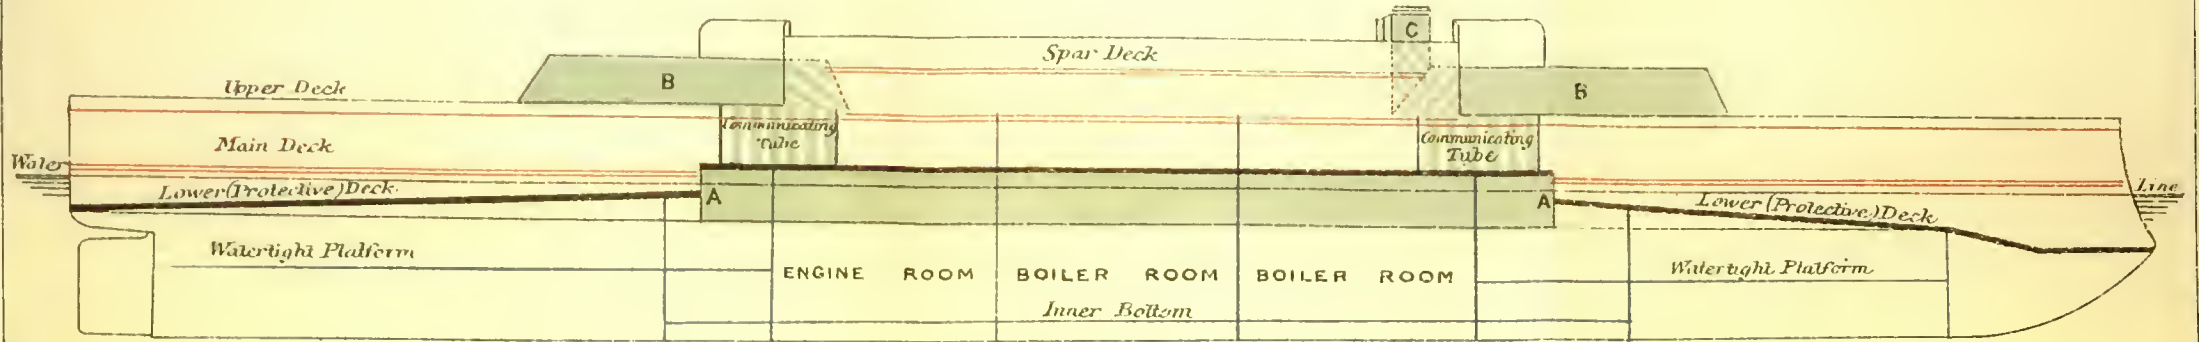 C
Spar Deck
B
Upper Deck
B
Communicating
Tube
Communicating
Tube
Main Deck
Water
Line
Lower (Protective) Deck
A
A
Lower (Protective) Deck
Watertight Platform
ENGINE ROOM
BOILER ROOM
BOILER ROOM
Watertight Platform
Inner Bottom